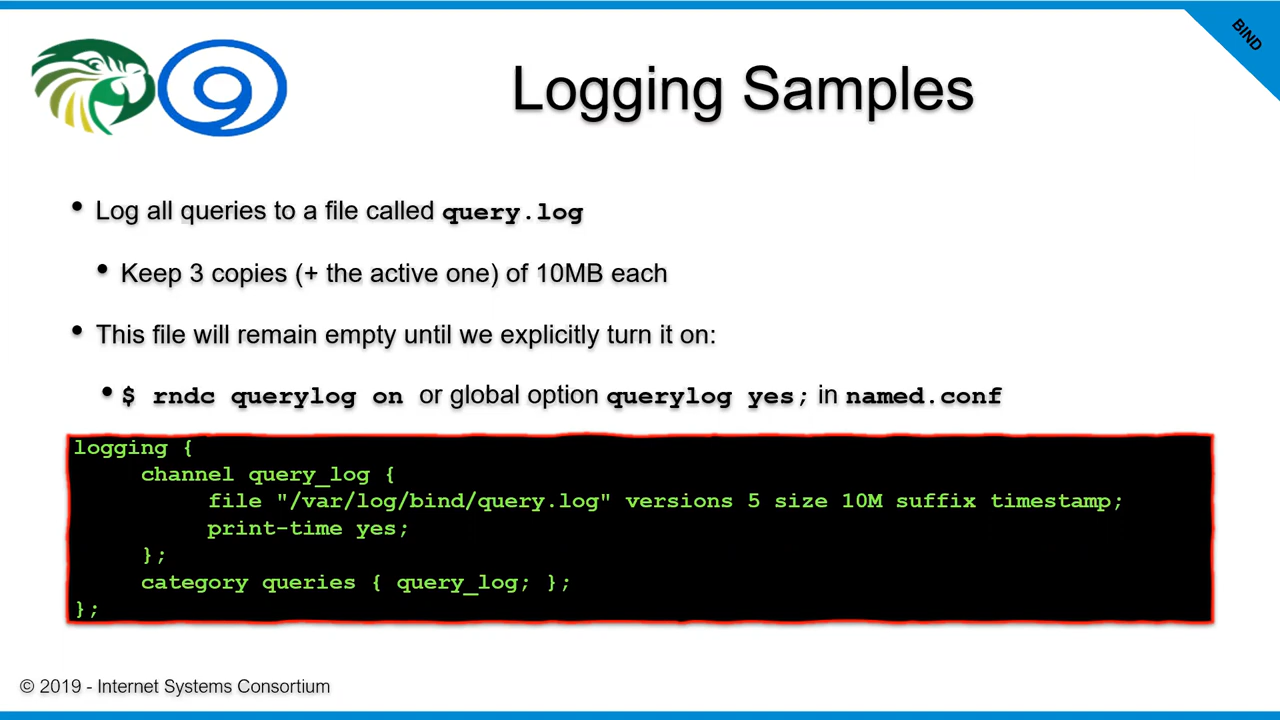 BIND
9
Logging Samples
• Log all queries to a file called query.log
• Keep 3 copies (+ the active one) of 10MB each
• This file will remain empty until we explicitly turn it on:
• $ rndc querylog on or global option querylog yes; in named.conf
logging {
channel query_log {
file "/var/log/bind/query.log" versions 5 size 10M suffix timestamp;
print-time yes;
};
category queries { query_log; };
};
© 2019 - Internet Systems Consortium